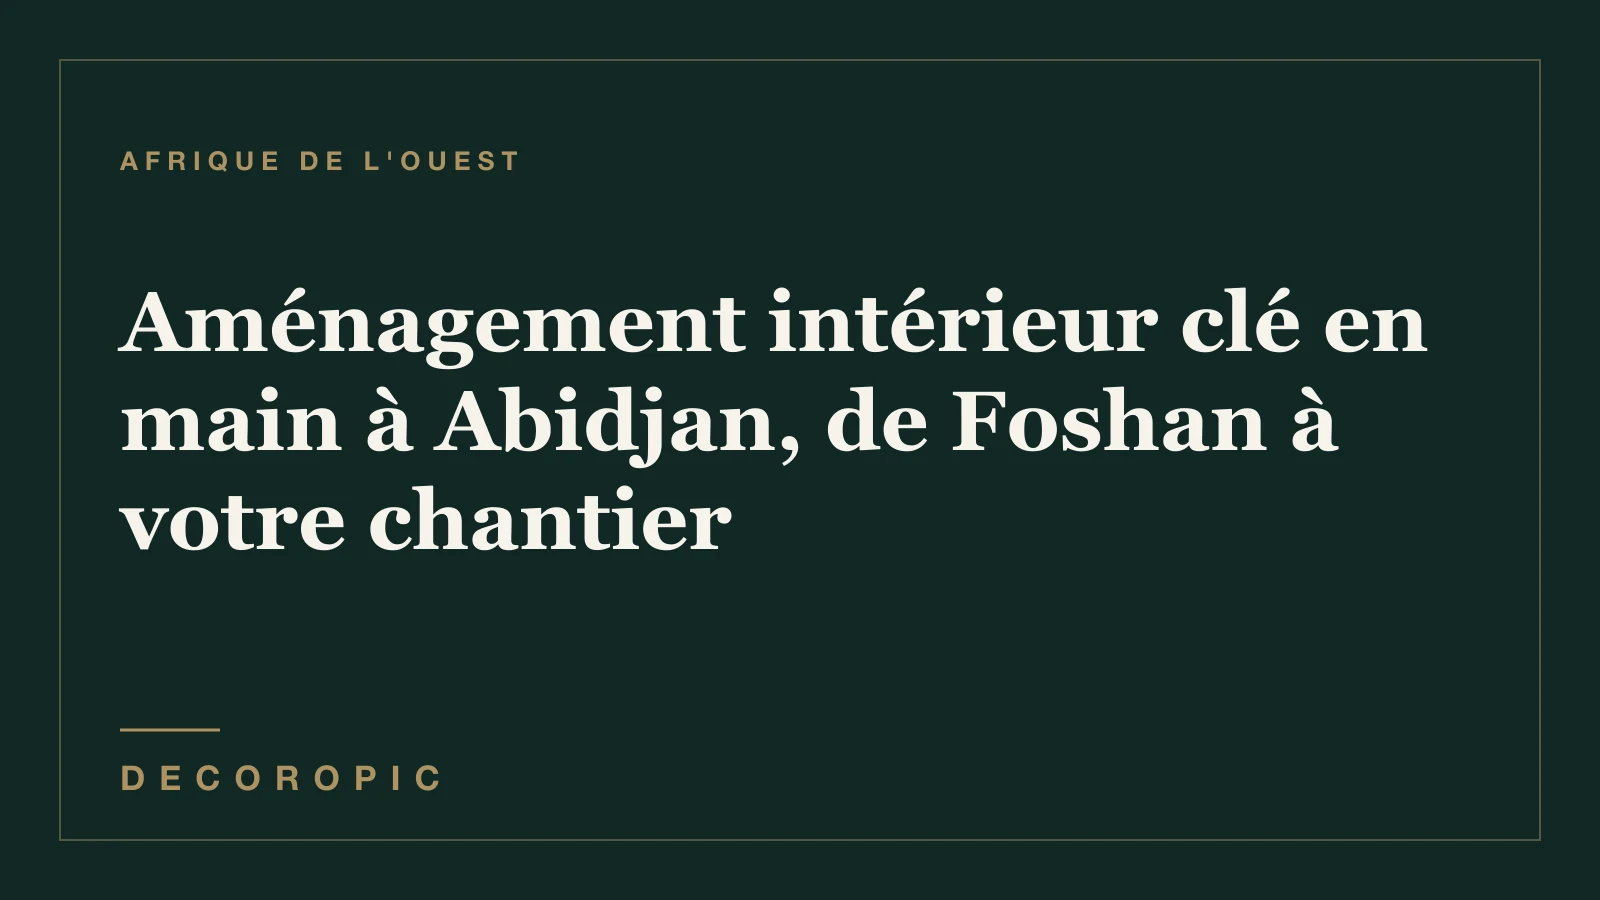 AFRIQUE DE L'OUEST
Aménagement intérieur clé en
main à Abidjan, de Foshan à
votre chantier
DECOROPIC